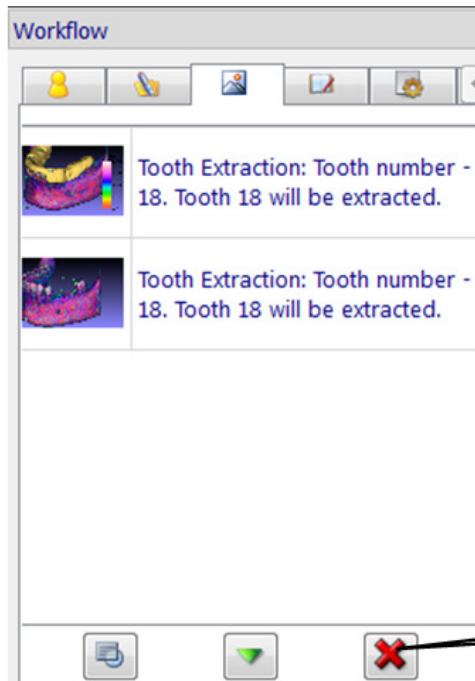 Workflow
Tooth Extraction: Tooth number -
18. Tooth 18 will be extracted.
Tooth Extraction: Tooth number -
18. Tooth 18 will be extracted.